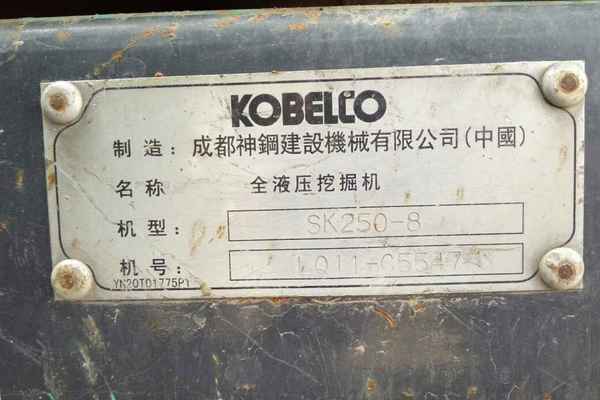 KOBELCO
制造：成都神鋼建設機械有限公司(中國)
名称 全液压挖掘机
机型：SK250-8
机号：
YN20T01775P1